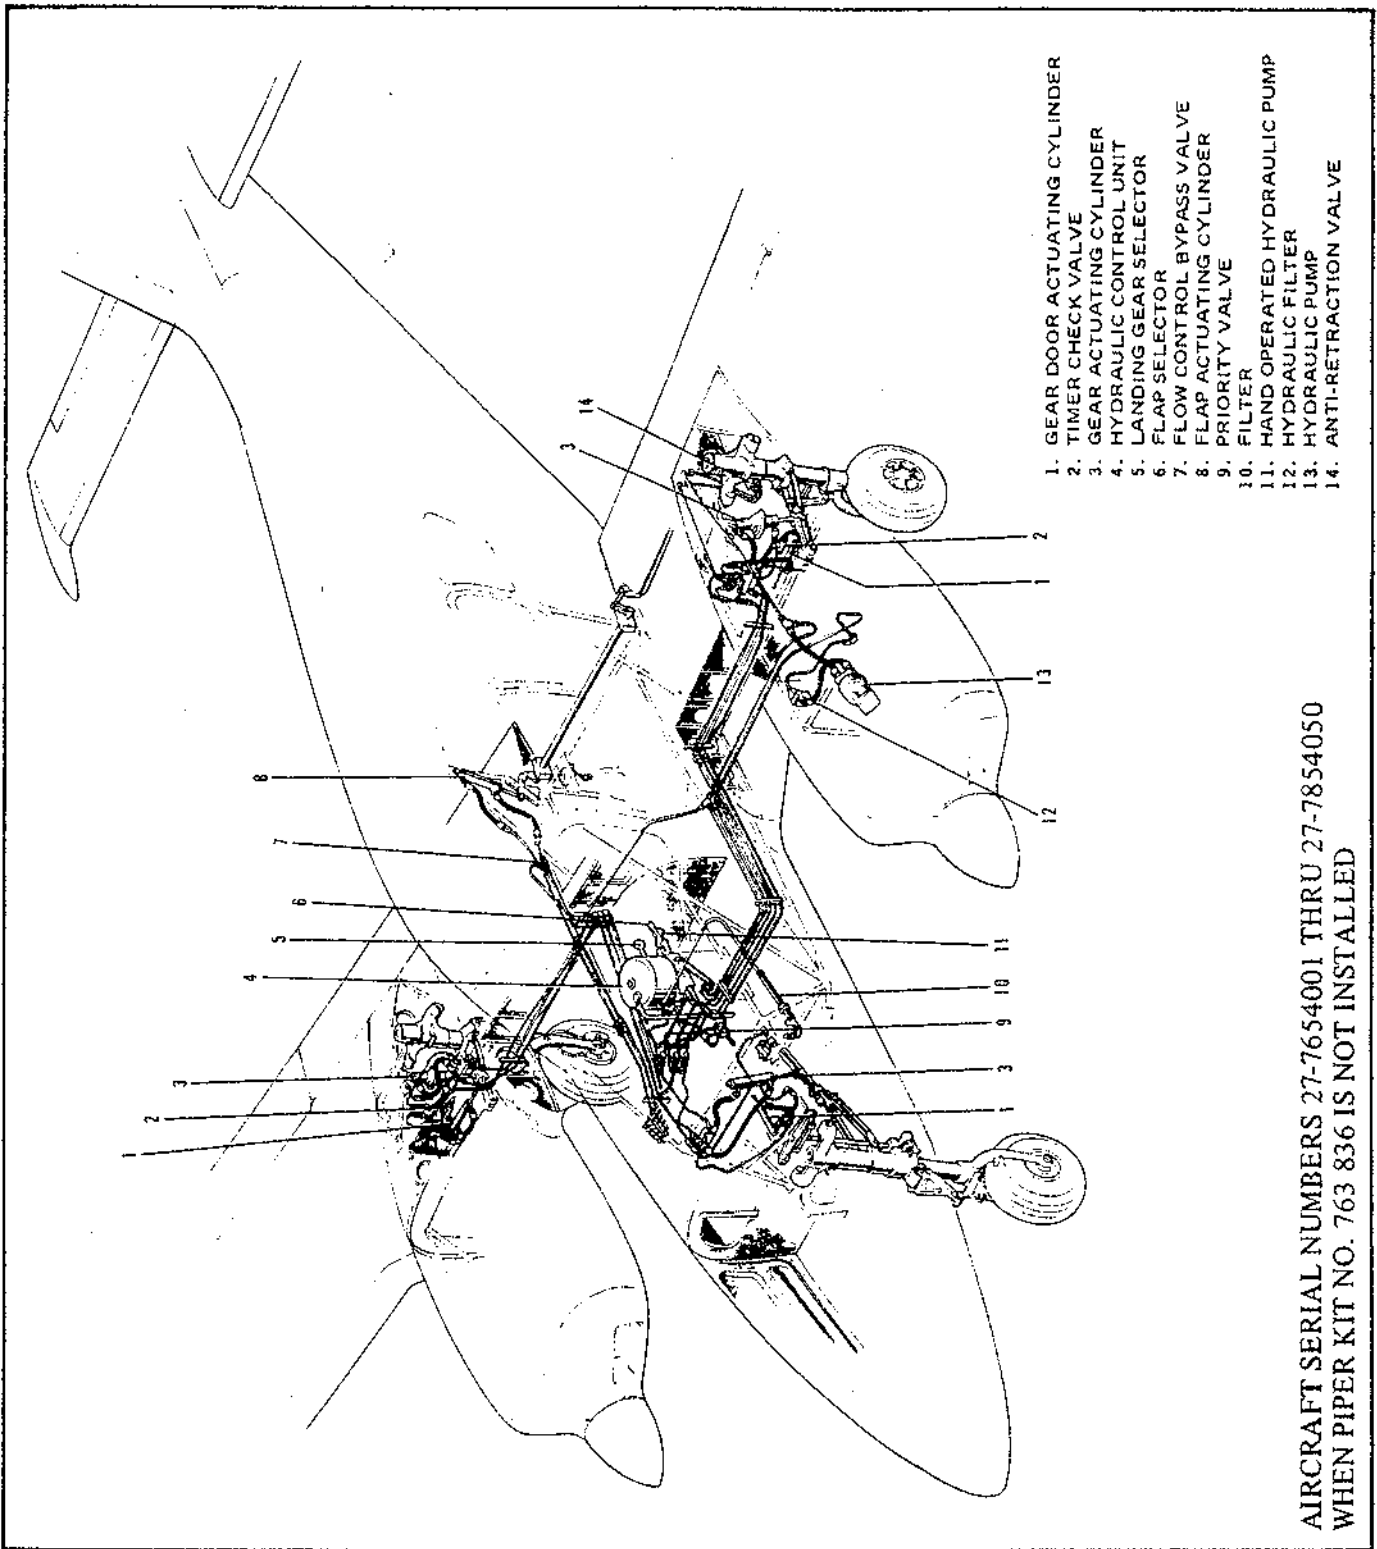 1. GEAR DOOR ACTUATING CYLINDER
2. TIMER CHECK VALVE
3. GEAR ACTUATING CYLINDER
4. HYDRAULIC CONTROL UNIT
5. LANDING GEAR SELECTOR
6. FLAP SELECTOR
7. FLOW CONTROL BYPASS VALVE
8. FLAP ACTUATING CYLINDER
9. PRIORITY VALVE
10. FILTER
11. HAND OPERATED HYDRAULIC PUMP
12. HYDRAULIC FILTER
13. HYDRAULIC PUMP
14. ANTI-RETRACTION VALVE
1
2
3
4
5
6
7
8
3
14
1
3
9
10
11
12
13
1
2
AIRCRAFT SERIAL NUMBERS 27-7654001 THRU 27-7854050
WHEN PIPER KIT NO. 763 836 IS NOT INSTALLED